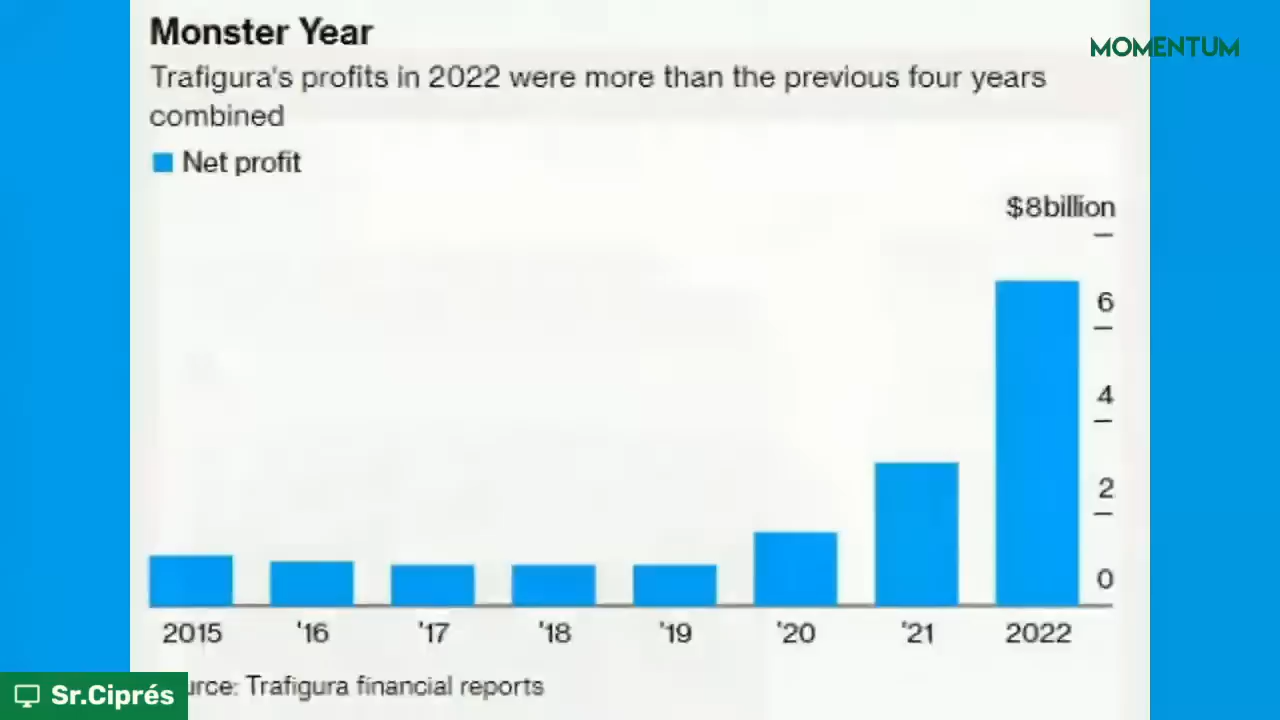 Monster Year
MOMENTUM
Trafigura's profits in 2022 were more than the previous four years
combined
Net profit
$8billion
6
4
2
0
2015 '16 '17 '18 '19 '20 '21 2022
Trafigura financial reports
Sr.Ciprés